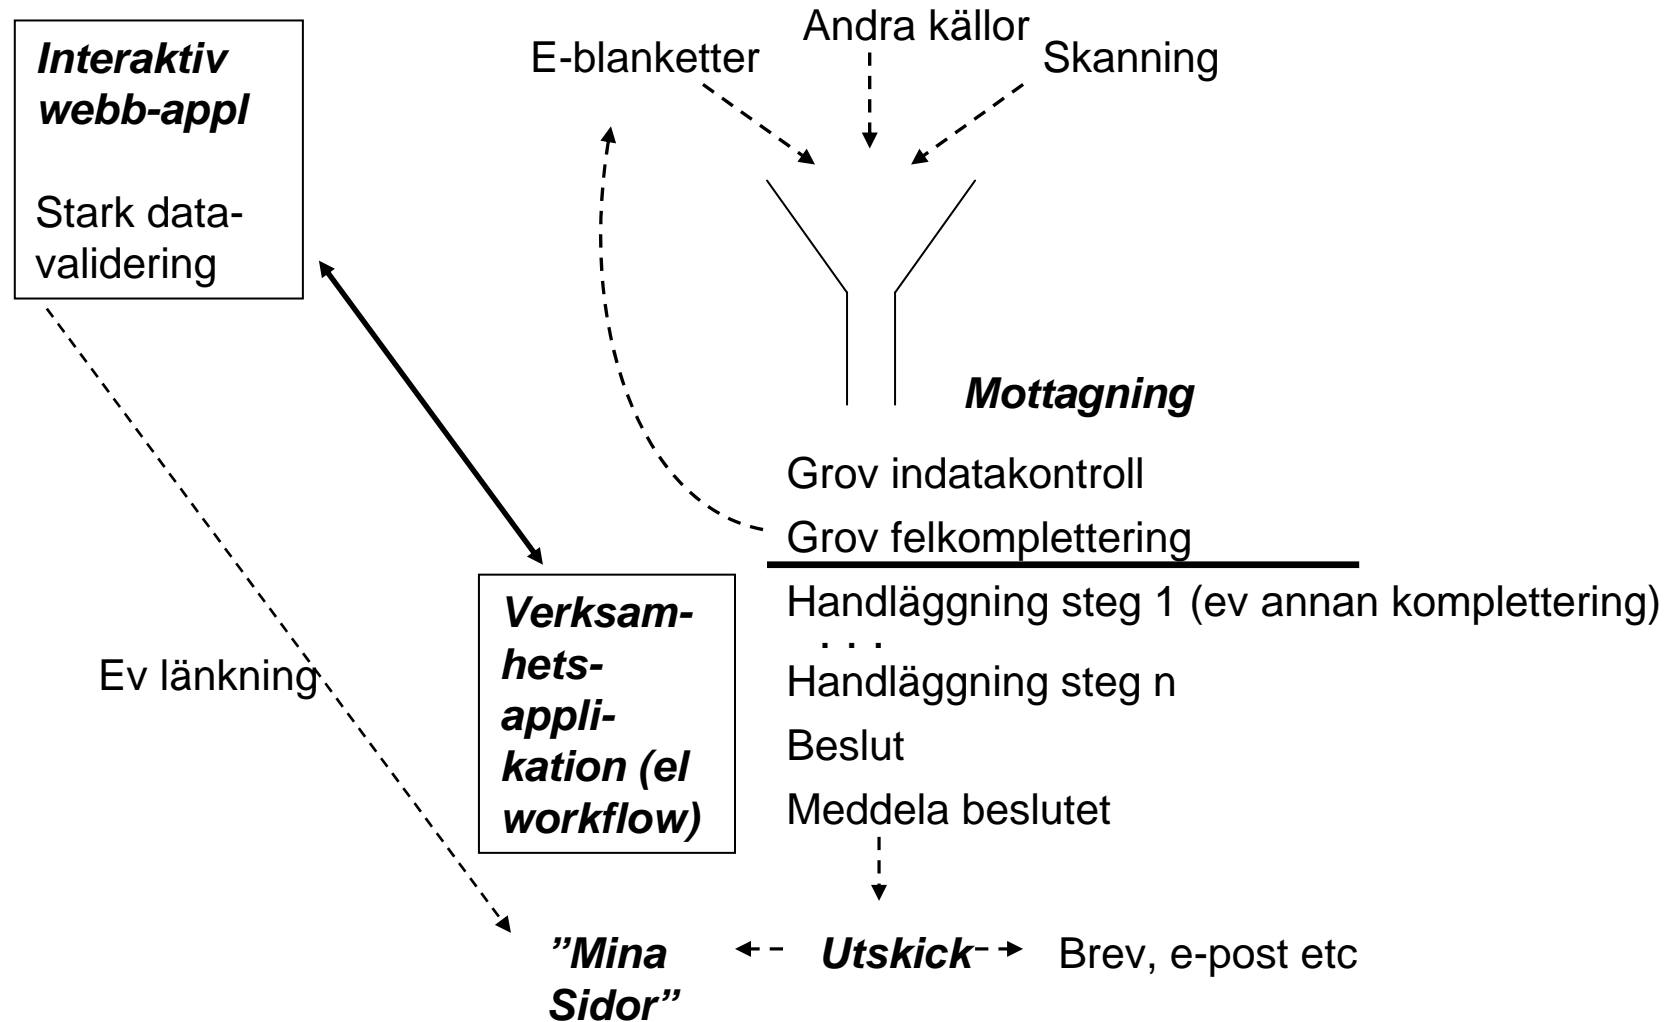 Interaktiv
webb-appl
Stark data-
validering
E-blanketter
Andra källor
Skanning
Mottagning
Grov indatakontroll
Grov felkomplettering
Handläggning steg 1 (ev annan komplettering)
. . .
Handläggning steg n
Beslut
Meddela beslutet
Verksam-
hets-
appli-
kation (el
workflow)
Ev länkning
”Mina
Sidor”
Utskick
Brev, e-post etc